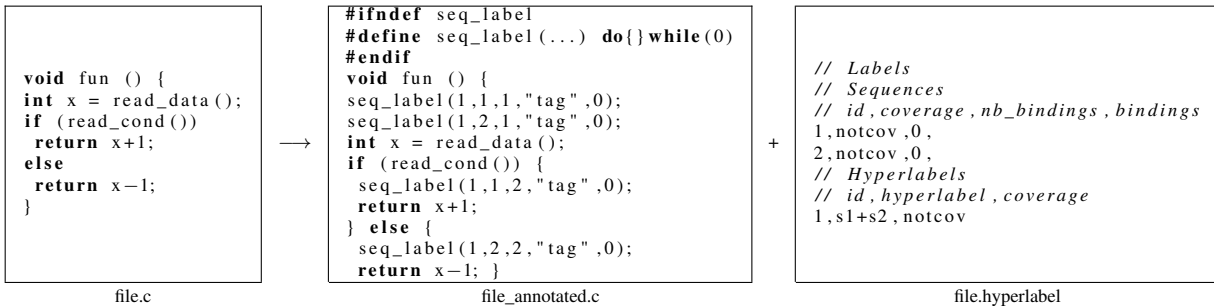 void fun () {
int x = read_data();
if (read_cond())
return x+1;
else
return x−1;
}
file.c
⟶
#ifndef seq_label
#define seq_label(...) do{}while(0)
#endif
void fun () {
seq_label(1,1,1,"tag",0);
seq_label(1,2,1,"tag",0);
int x = read_data();
if (read_cond()) {
seq_label(1,1,2,"tag",0);
return x+1;
} else {
seq_label(1,2,2,"tag",0);
return x−1; }
file_annotated.c
+
// Labels
// Sequences
// id,coverage,nb_bindings,bindings
1,notcov,0,
2,notcov,0,
// Hyperlabels
// id,hyperlabel,coverage
1,s1+s2,notcov
file.hyperlabel